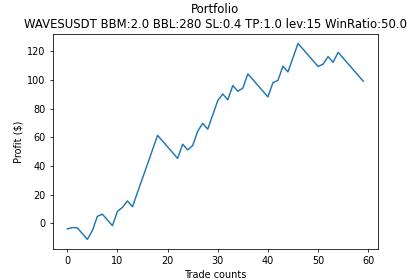 Portfolio
WAVESUSDT BBM:2.0 BBL:280 SL:0.4 TP:1.0 lev:15 WinRatio:50.0
Profit ($)
120
100
80
60
40
20
0
0 10 20 30 40 50 60
Trade counts